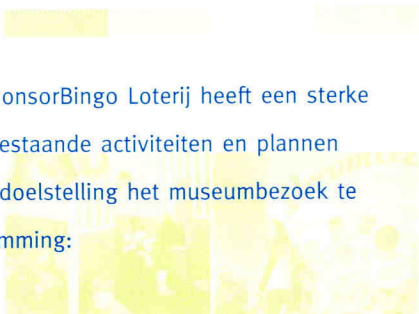 onsorBingo Loterij heeft een sterke
estaande activiteiten en plannen
doelstelling het museumbezoek te
mming: